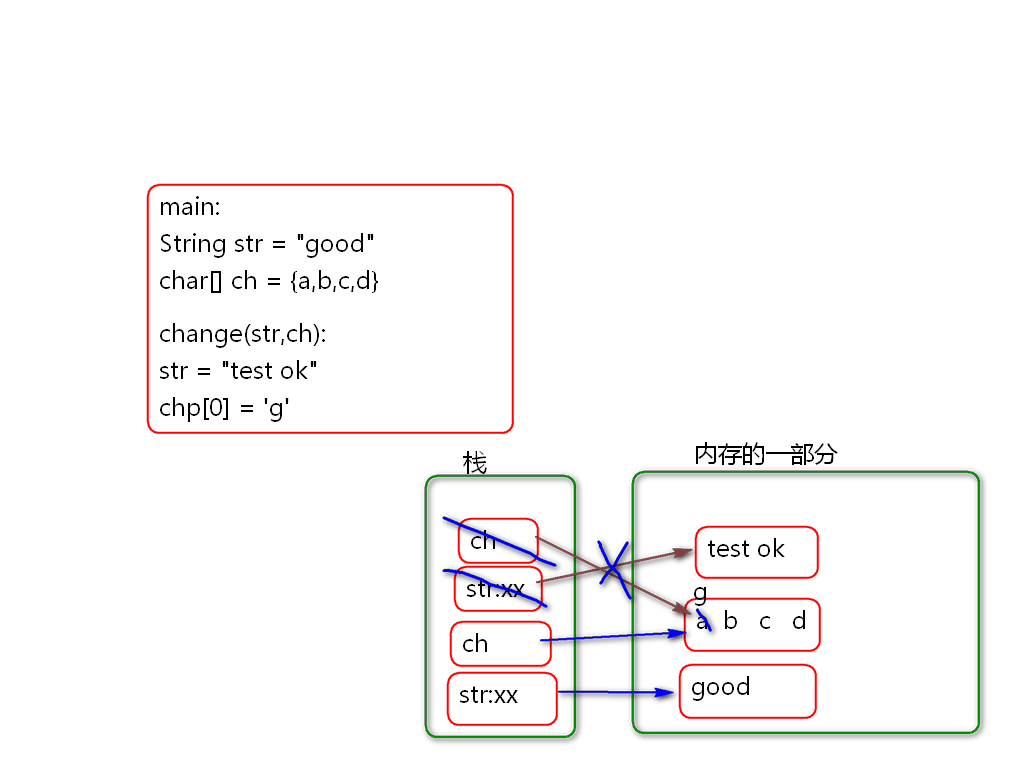 main:
String str = "good"
char[] ch = {a,b,c,d}
change(str,ch):
str = "test ok"
chp[0] = 'g'
栈
内存的一部分
ch
str:xx
ch
str:xx
test ok
g
a b c d
good